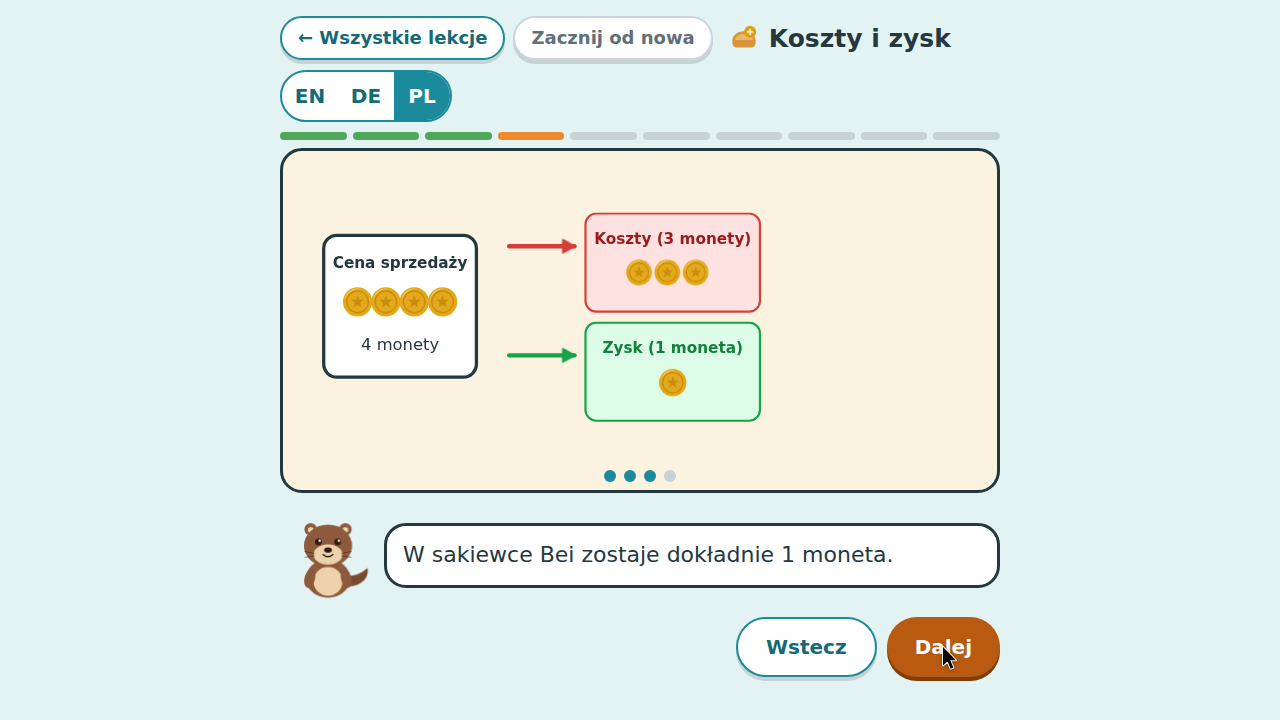 ← Wszystkie lekcje
Zacznij od nowa
Koszty i zysk
EN DE PL
Cena sprzedaży
4 monety
Koszty (3 monety)
Zysk (1 moneta)
W sakiewce Bei zostaje dokładnie 1 moneta.
Wstecz
Dalej